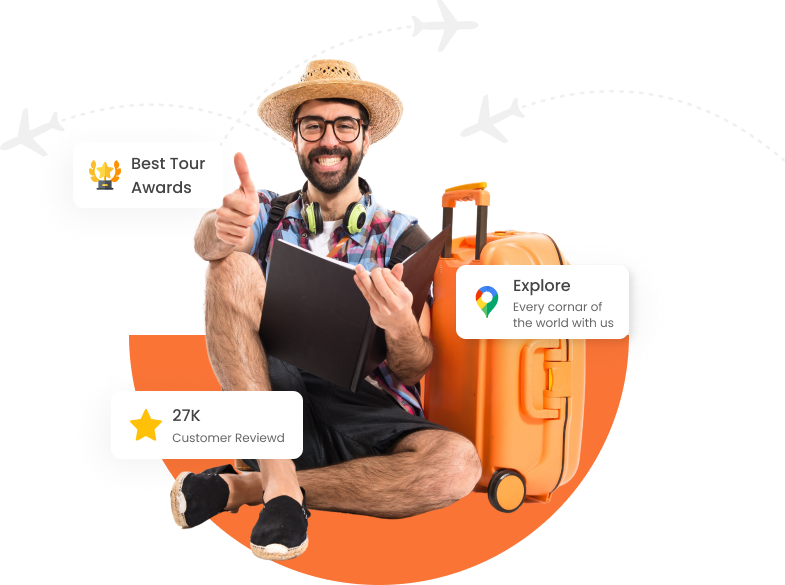 Best Tour
Awards
Explore
Every cornar of
the world with us
27K
Customer Reviewd